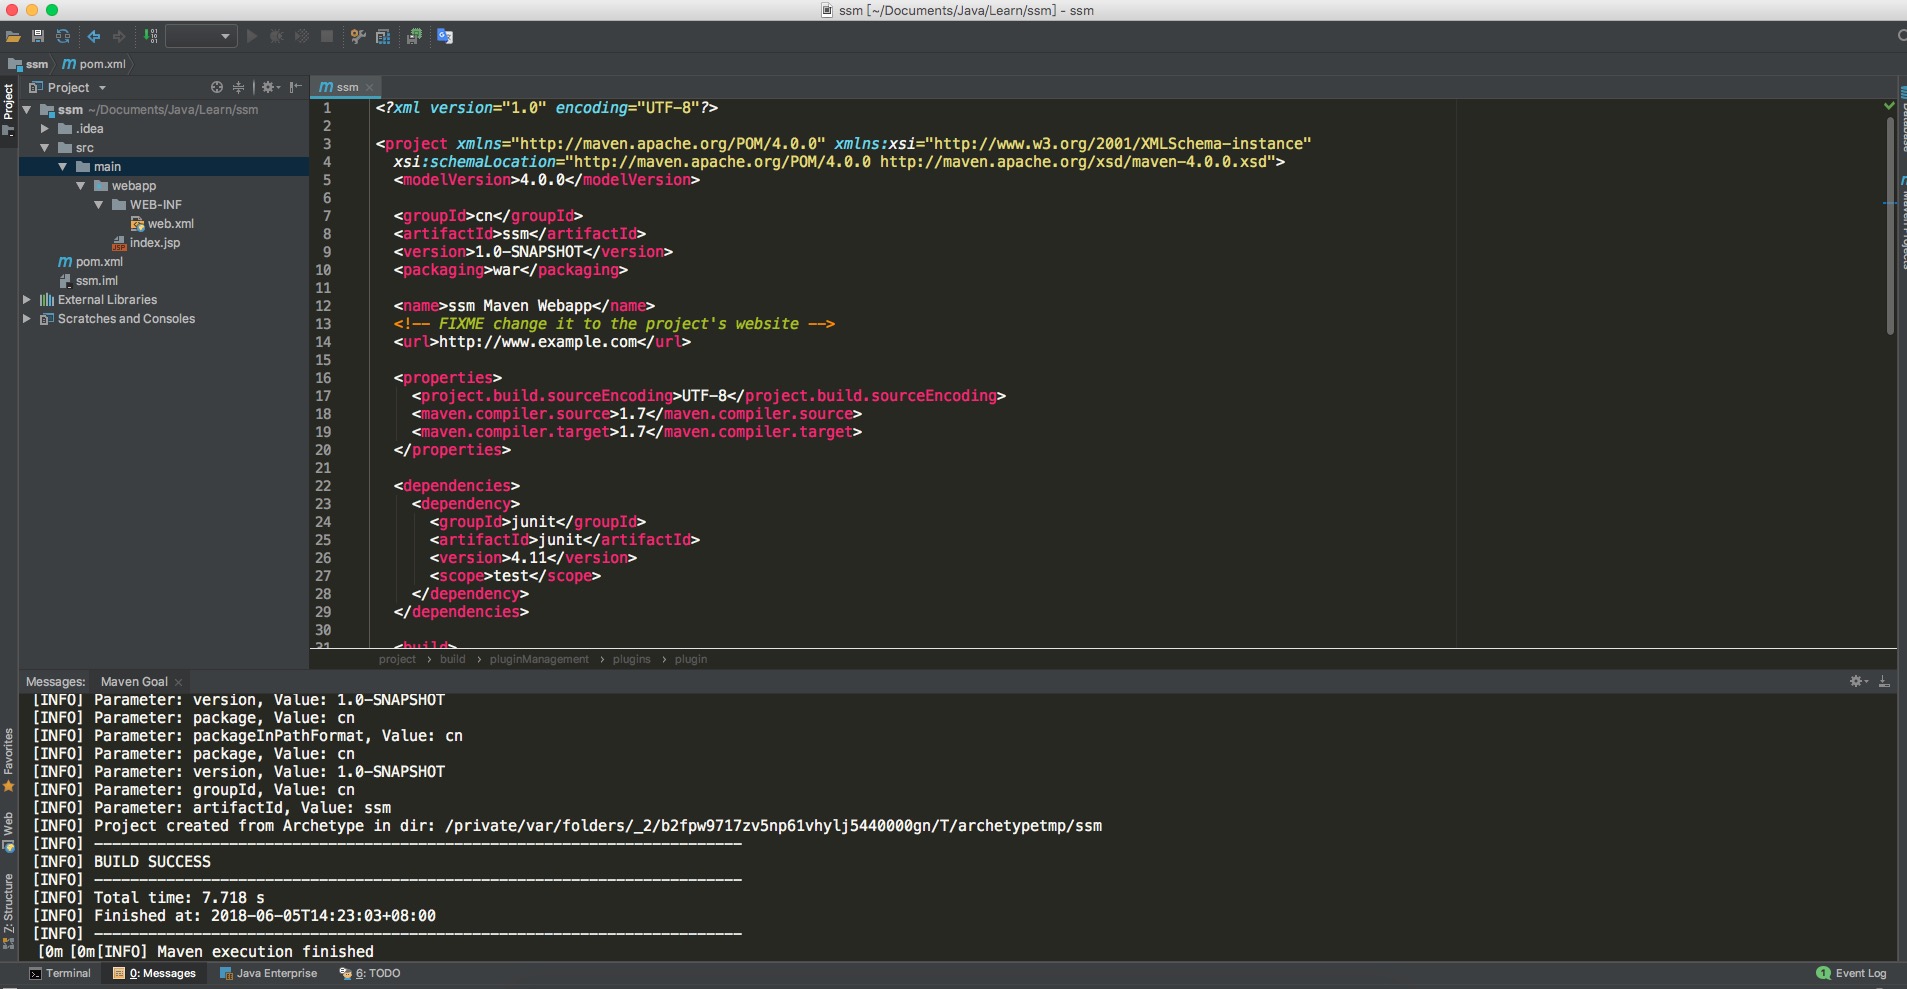 ssm [~/Documents/Java/Learn/ssm] - ssm
ssm
pom.xml
Project
ssm
ssm ~/Documents/Java/Learn/ssm
.idea
src
main
webapp
WEB-INF
web.xml
index.jsp
pom.xml
ssm.iml
External Libraries
Scratches and Consoles
Project
1 <?xml version="1.0" encoding="UTF-8"?>
2
3 <project xmlns="http://maven.apache.org/POM/4.0.0" xmlns:xsi="http://www.w3.org/2001/XMLSchema-instance"
4 xsi:schemaLocation="http://maven.apache.org/POM/4.0.0 http://maven.apache.org/xsd/maven-4.0.0.xsd">
5 <modelVersion>4.0.0</modelVersion>
6
7 <groupId>cn</groupId>
8 <artifactId>ssm</artifactId>
9 <version>1.0-SNAPSHOT</version>
10 <packaging>war</packaging>
11
12 <name>ssm Maven Webapp</name>
13 <!-- FIXME change it to the project's website -->
14 <url>http://www.example.com</url>
15
16 <properties>
17 <project.build.sourceEncoding>UTF-8</project.build.sourceEncoding>
18 <maven.compiler.source>1.7</maven.compiler.source>
19 <maven.compiler.target>1.7</maven.compiler.target>
20 </properties>
21
22 <dependencies>
23 <dependency>
24 <groupId>junit</groupId>
25 <artifactId>junit</artifactId>
26 <version>4.11</version>
27 <scope>test</scope>
28 </dependency>
29 </dependencies>
30
31 <build>
project › build › pluginManagement › plugins › plugin
Messages: Maven Goal
[INFO] Parameter: version, Value: 1.0-SNAPSHOT
[INFO] Parameter: package, Value: cn
[INFO] Parameter: packageInPathFormat, Value: cn
[INFO] Parameter: package, Value: cn
[INFO] Parameter: version, Value: 1.0-SNAPSHOT
[INFO] Parameter: groupId, Value: cn
[INFO] Parameter: artifactId, Value: ssm
[INFO] Project created from Archetype in dir: /private/var/folders/_2/b2fpw9717zv5np61vhylj5440000gn/T/archetypetmp/ssm
[INFO] ------------------------------------------------------------------------
[INFO] BUILD SUCCESS
[INFO] ------------------------------------------------------------------------
[INFO] Total time: 7.718 s
[INFO] Finished at: 2018-06-05T14:23:03+08:00
[INFO] ------------------------------------------------------------------------
[0m [0m[INFO] Maven execution finished
Favorites
Web
Z: Structure
Terminal
0: Messages
Java Enterprise
6: TODO
1 Event Log